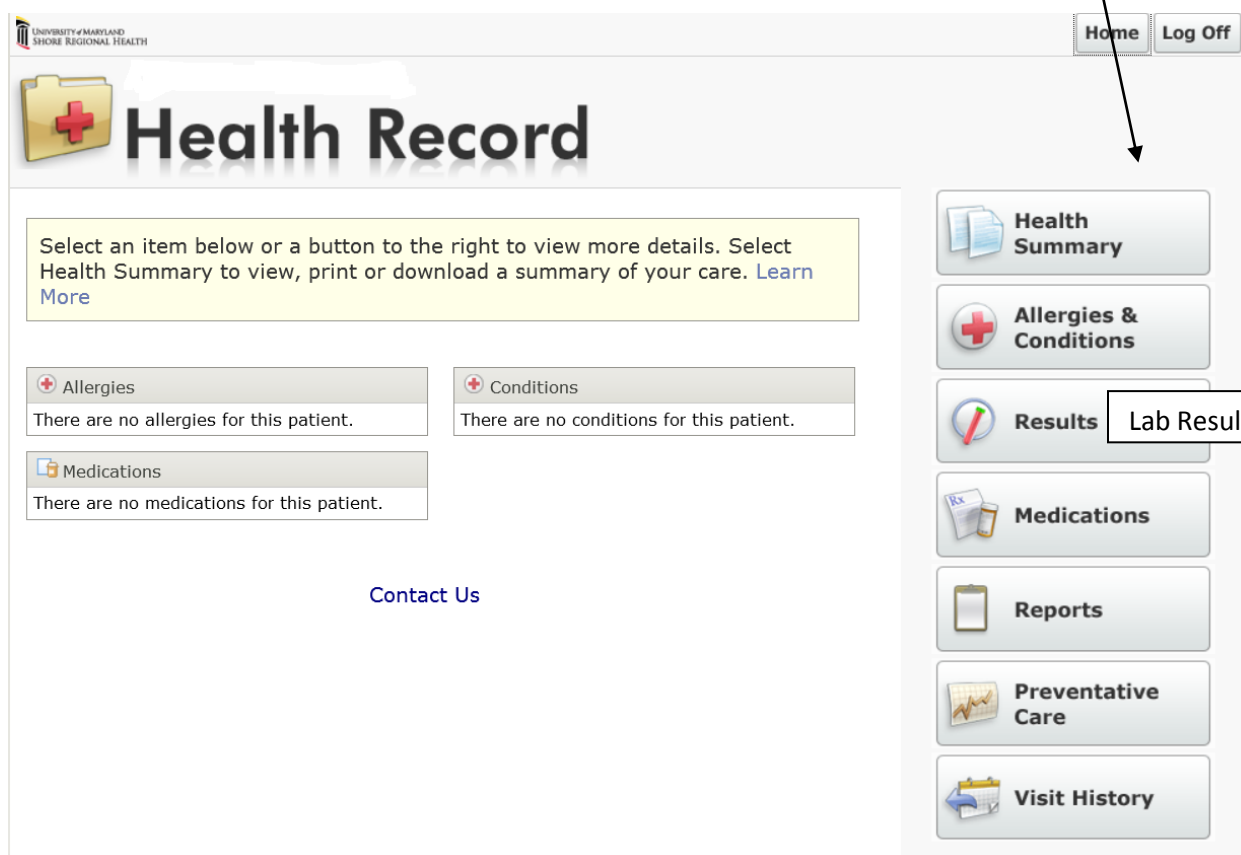 UNIVERSITY of MARYLAND
SHORE REGIONAL HEALTH
Home Log Off
Health Record
Select an item below or a button to the right to view more details. Select
Health Summary to view, print or download a summary of your care. Learn
More
Allergies
There are no allergies for this patient.
Conditions
There are no conditions for this patient.
Medications
There are no medications for this patient.
Contact Us
Health
Summary
Allergies &
Conditions
Results
Lab Resul
Rx
Medications
Reports
Preventative
Care
Visit History